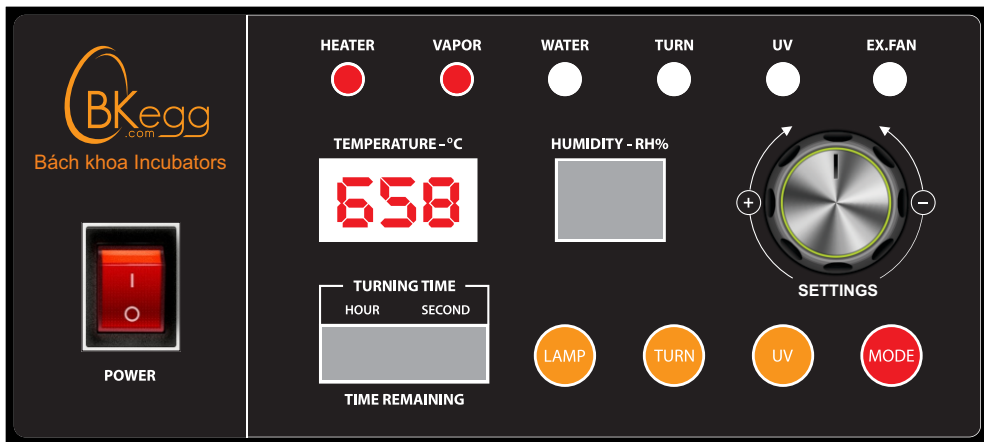 BKegg
.com
Bách khoa Incubators
POWER
I
O
HEATER VAPOR WATER TURN UV EX.FAN
TEMPERATURE-°C HUMIDITY - RH%
658
+ −
SETTINGS
TURNING TIME
HOUR SECOND
TIME REMAINING
LAMP TURN UV MODE